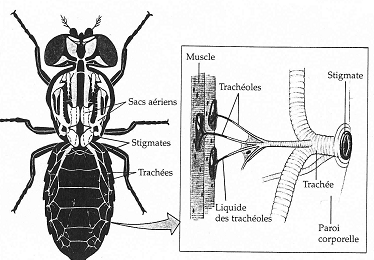 Muscle
Trachéoles
Stigmate
Sacs aériens
Stigmates
Trachées
Trachée
Liquide
des trachéoles
Paroi
corporelle